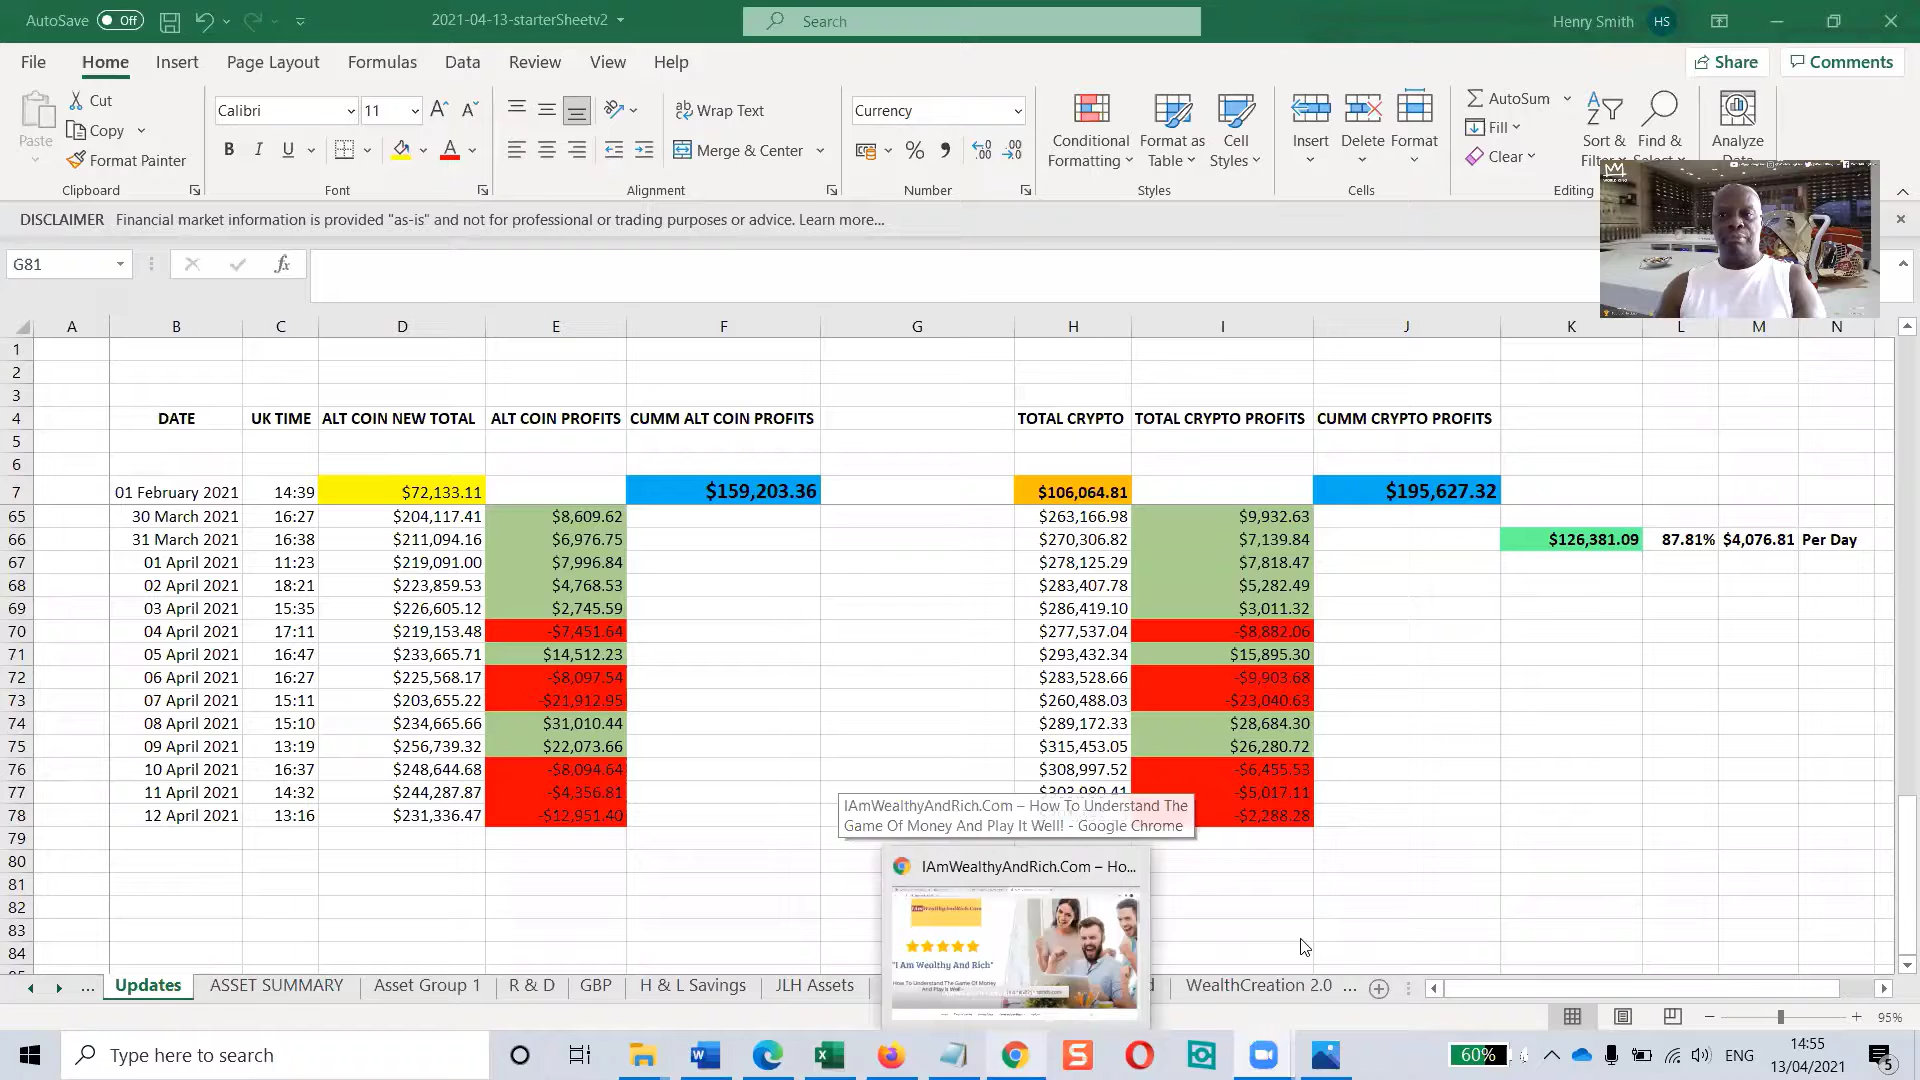 AutoSave Off 2021-04-13-starterSheetv2 Search Henry Smith HS
File Home Insert Page Layout Formulas Data Review View Help Share Comments
Cut
Copy
Format Painter
Paste
Clipboard
Calibri 11
B I U
Font
Wrap Text
Merge & Center
Alignment
Currency
Number
Conditional Formatting
Format as Table
Cell Styles
Styles
Insert Delete Format
Cells
AutoSum
Fill
Clear
Sort &
Find &
Editing
Analyze
DISCLAIMER Financial market information is provided "as-is" and not for professional or trading purposes or advice. Learn more...
G81 fx
A B C D E F G H I J K L M N
1
2
3
4 DATE UK TIME ALT COIN NEW TOTAL ALT COIN PROFITS CUMM ALT COIN PROFITS TOTAL CRYPTO TOTAL CRYPTO PROFITS CUMM CRYPTO PROFITS
5
6
7 01 February 2021 14:39 $72,133.11 $159,203.36 $106,064.81 $195,627.32
65 30 March 2021 16:27 $204,117.41 $8,609.62 $263,166.98 $9,932.63
66 31 March 2021 16:38 $211,094.16 $6,976.75 $270,306.82 $7,139.84 $126,381.09 87.81% $4,076.81 Per Day
67 01 April 2021 11:23 $219,091.00 $7,996.84 $278,125.29 $7,818.47
68 02 April 2021 18:21 $223,859.53 $4,768.53 $283,407.78 $5,282.49
69 03 April 2021 15:35 $226,605.12 $2,745.59 $286,419.10 $3,011.32
70 04 April 2021 17:11 $219,153.48 -$7,451.64 $277,537.04 -$8,882.06
71 05 April 2021 16:47 $233,665.71 $14,512.23 $293,432.34 $15,895.30
72 06 April 2021 16:27 $225,568.17 -$8,097.54 $283,528.66 -$9,903.68
73 07 April 2021 15:11 $203,655.22 -$21,912.95 $260,488.03 -$23,040.63
74 08 April 2021 15:10 $234,665.66 $31,010.44 $289,172.33 $28,684.30
75 09 April 2021 13:19 $256,739.32 $22,073.66 $315,453.05 $26,280.72
76 10 April 2021 16:37 $248,644.68 -$8,094.64 $308,997.52 -$6,455.53
77 11 April 2021 14:32 $244,287.87 -$4,356.81 -$5,017.11
78 12 April 2021 13:16 $231,336.47 -$12,951.40 -$2,288.28
79
80
81
82
83
84
IAmWealthyAndRich.Com – How To Understand The
Game Of Money And Play It Well! - Google Chrome
IAmWealthyAndRich.Com – Ho...
"I Am Wealthy And Rich"
How To Understand The Game Of Money
And Play It Well
... Updates ASSET SUMMARY Asset Group 1 R & D GBP H & L Savings JLH Assets WealthCreation 2.0 ...
95%
Type here to search
60% ENG 14:55
13/04/2021
5